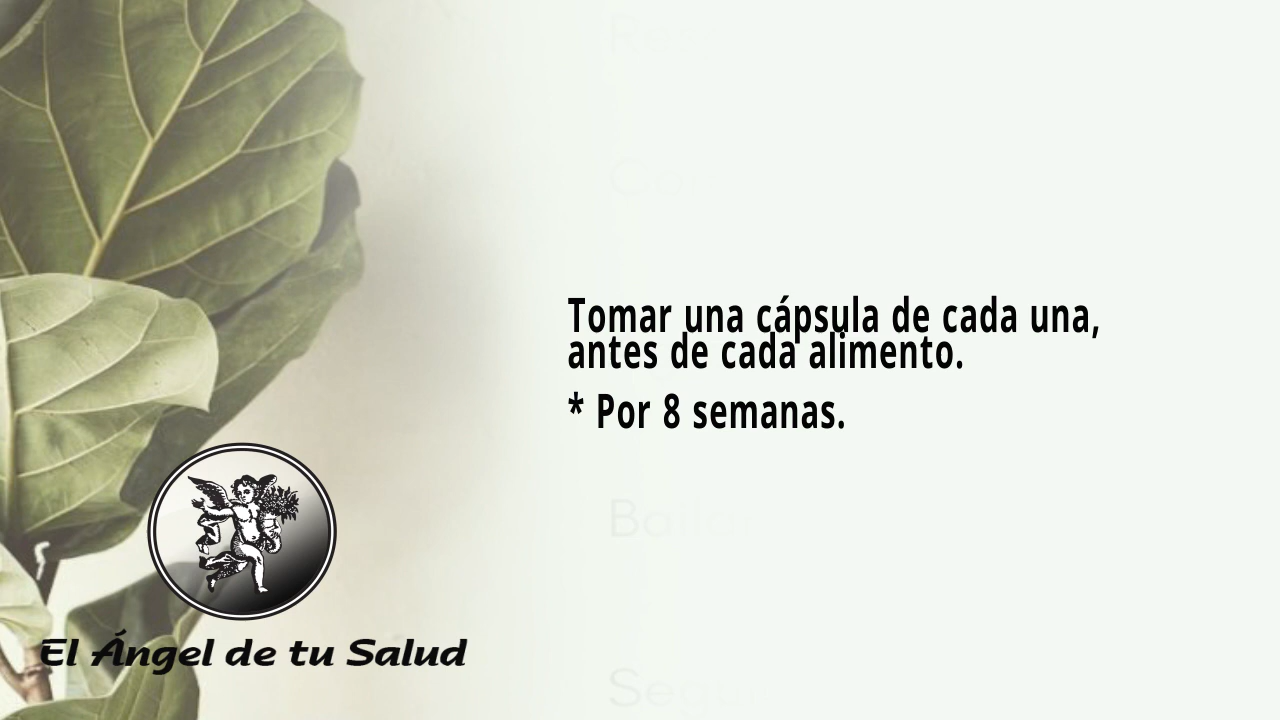 Tomar una cápsula de cada una,
antes de cada alimento.
* Por 8 semanas.
El Ángel de tu Salud